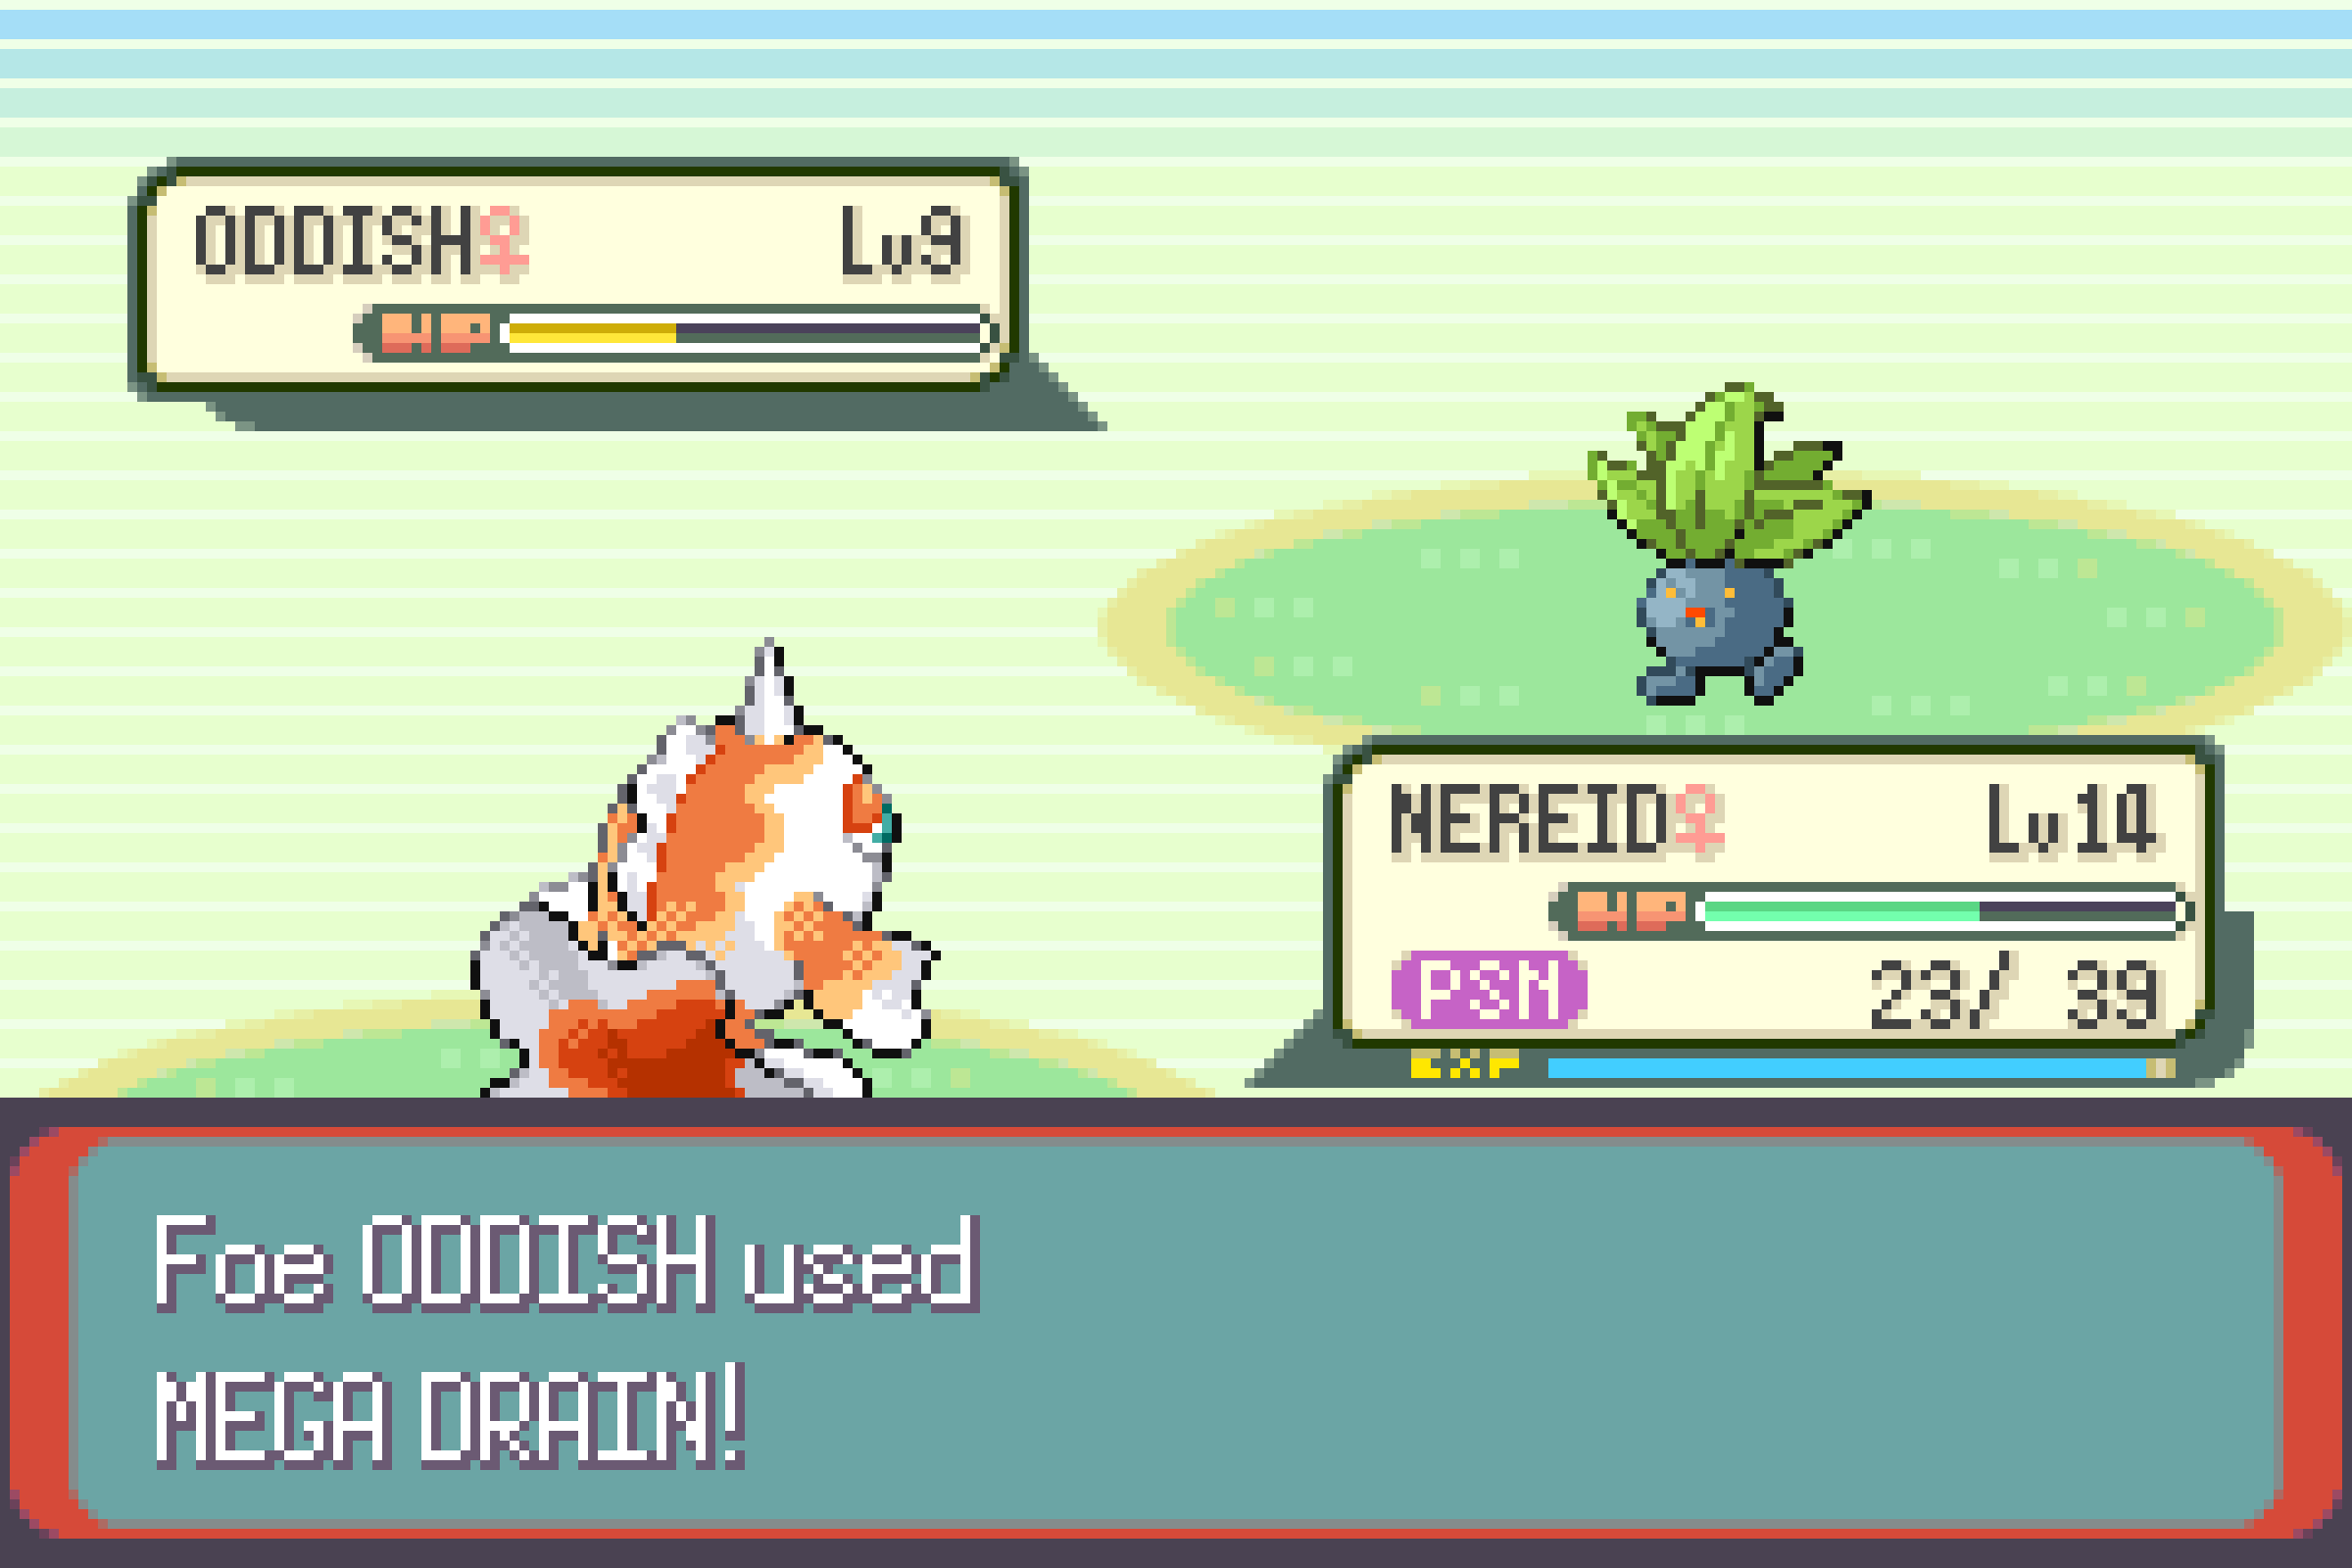 ODDISH♀ Lv9
HP
NEREID♀ Lv14
HP
PSN 23/ 39
EXP
Foe ODDISH used
MEGA DRAIN!